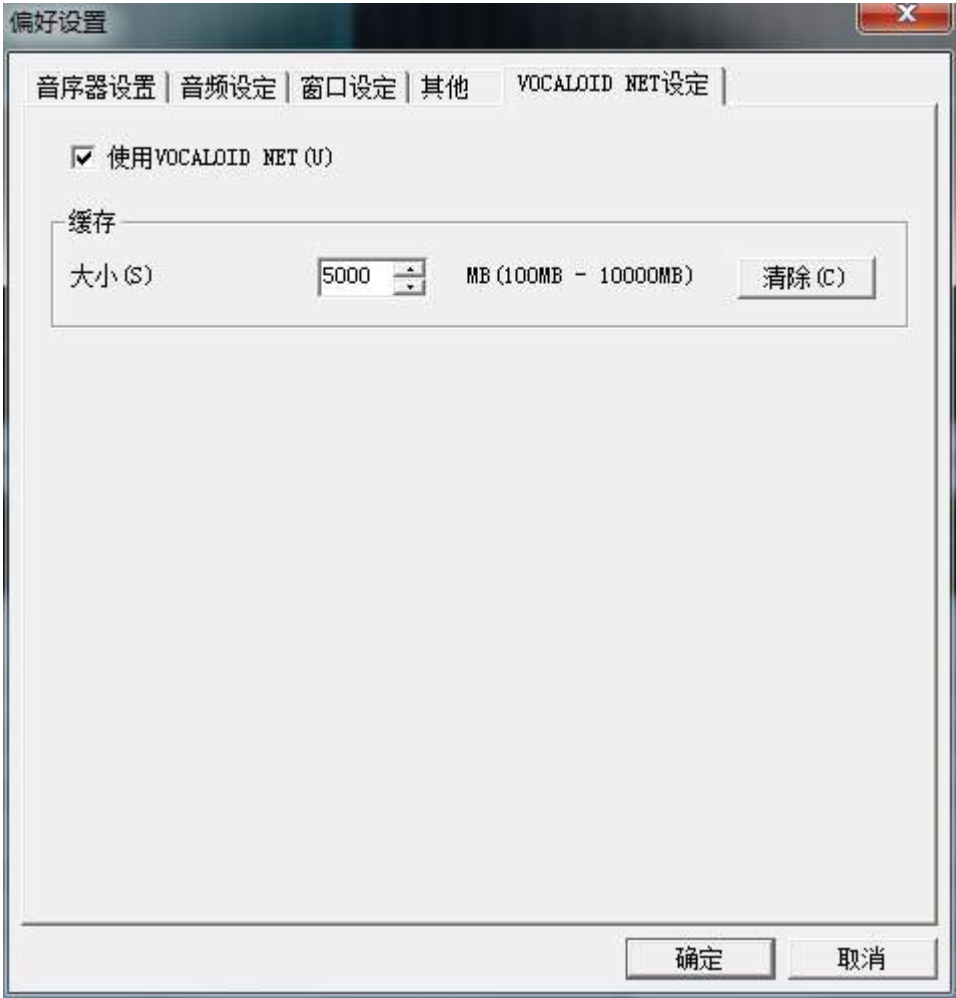 偏好设置
音序器设置 音频设定 窗口设定 其他 VOCALOID NET设定
使用VOCALOID NET(U)
缓存
大小(S) 5000 MB(100MB - 10000MB) 清除(C)
确定 取消